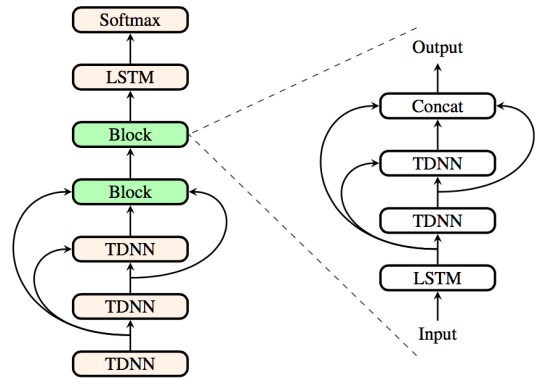 Softmax
LSTM
Block
Block
TDNN
TDNN
TDNN
Output
Concat
TDNN
TDNN
LSTM
Input